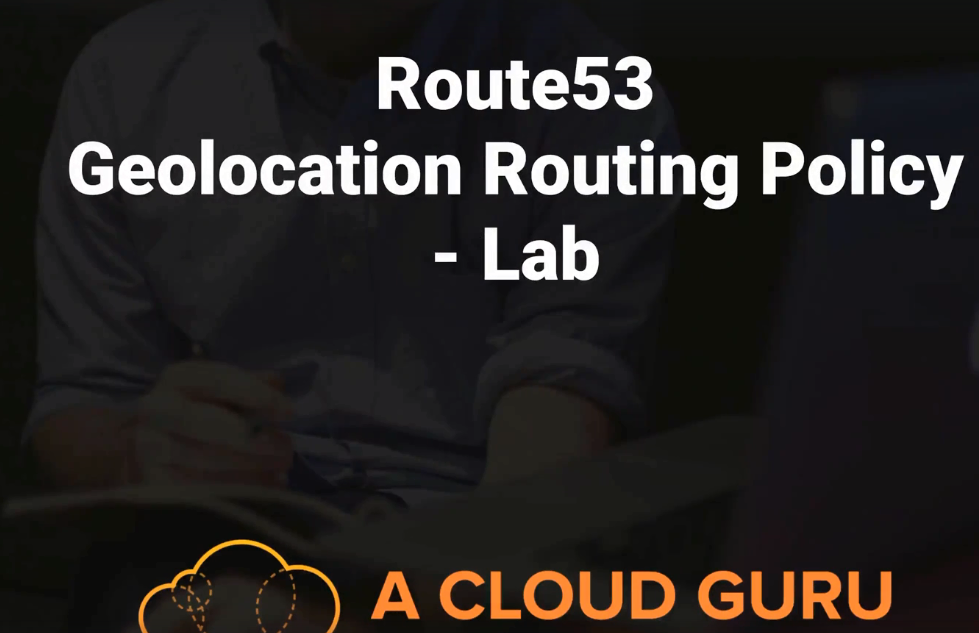 Route53
Geolocation Routing Policy
- Lab
A CLOUD GURU